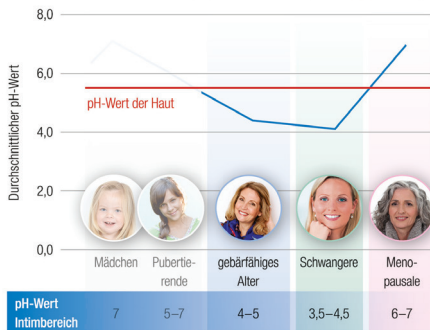 Durchschnittlicher pH-Wert
8,0
6,0
pH-Wert der Haut
4,0
2,0
0,0
Mädchen
Pubertie-
rende
gebärfähiges
Alter
Schwangere
Meno-
pausale
pH-Wert
Intimbereich
7
5–7
4–5
3,5–4,5
6–7